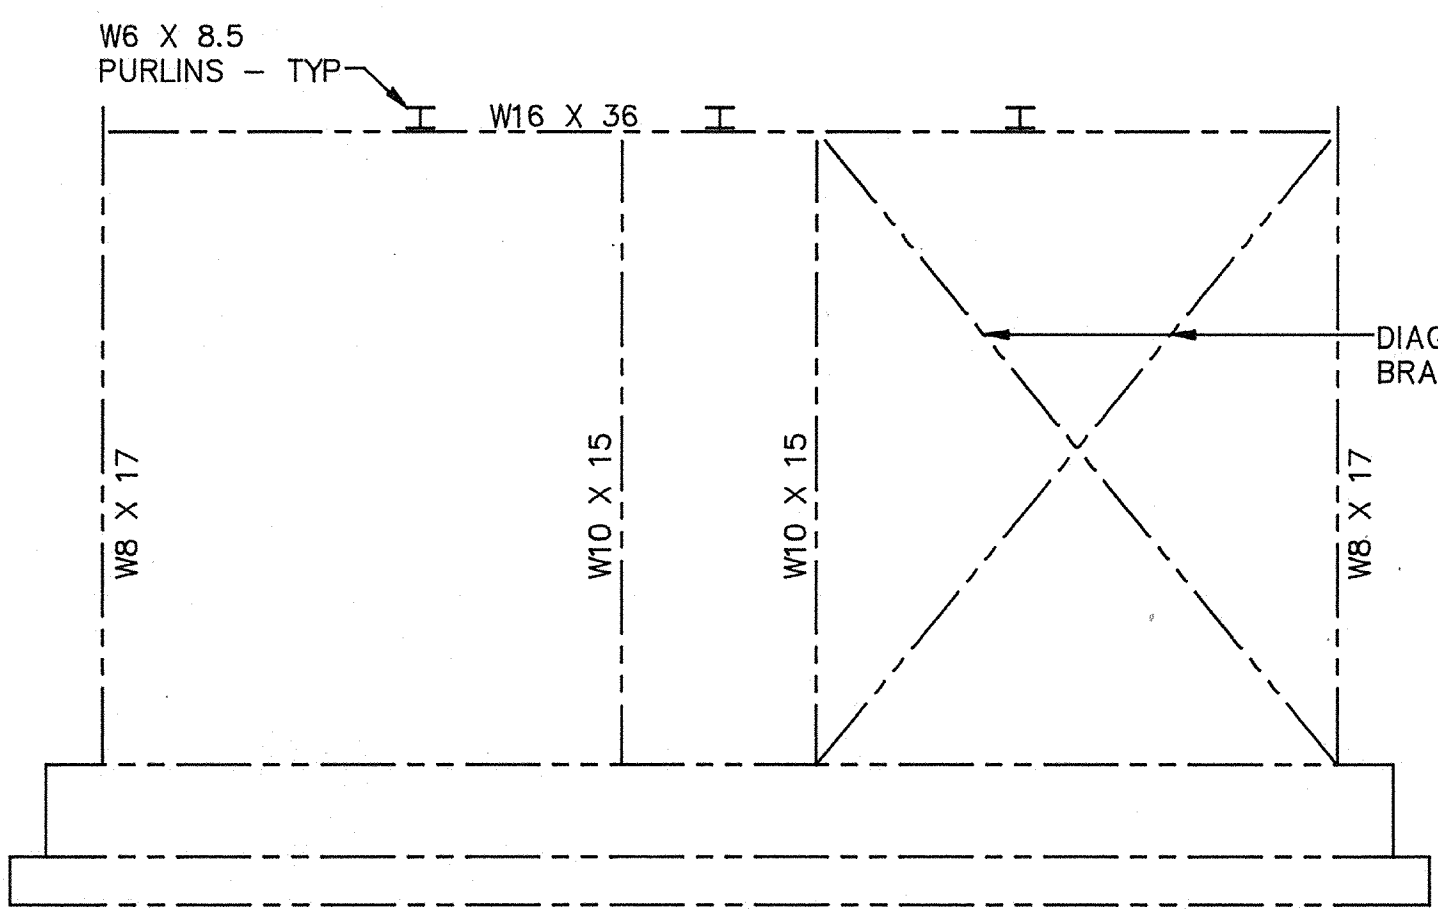 W6 X 8.5
PURLINS - TYP
W16 X 36
DIAG
BRA
W8 X 17
W10 X 15
W10 X 15
W8 X 17